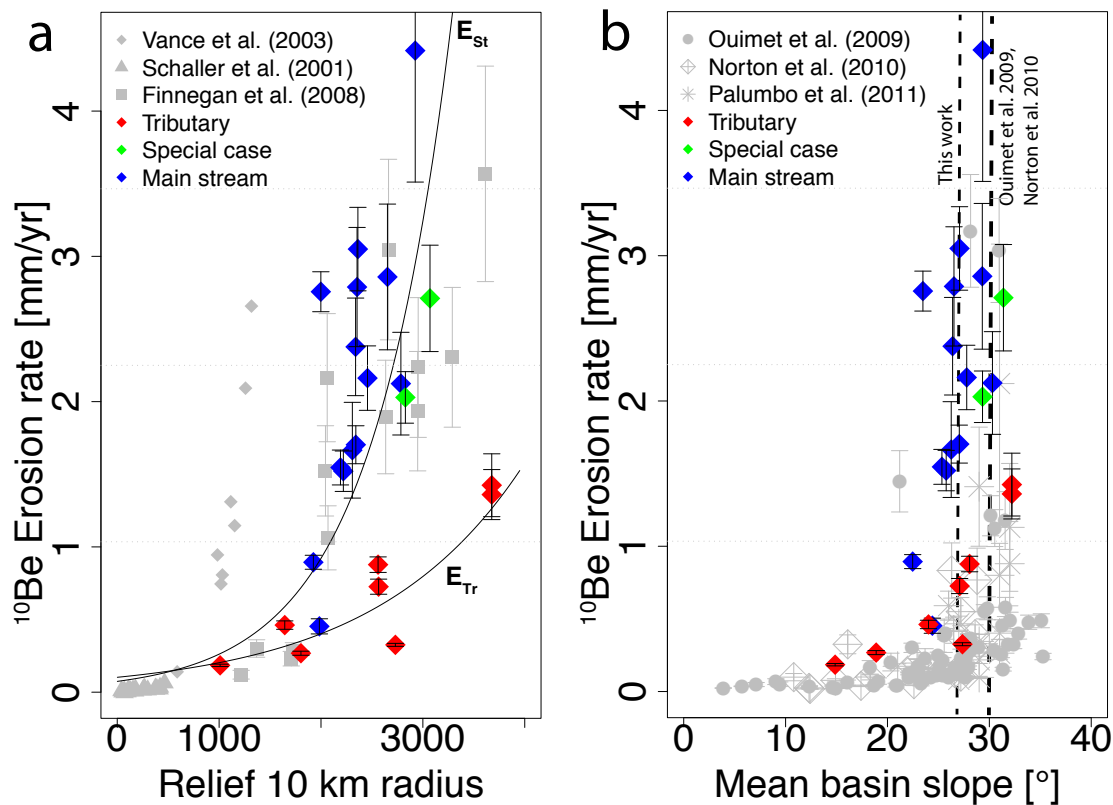 a
Vance et al. (2003)
Schaller et al. (2001)
Finnegan et al. (2008)
Tributary
Special case
Main stream
E_St
E_Tr
¹⁰Be Erosion rate [mm/yr]
0
1
2
3
4
0
1000
3000
Relief 10 km radius
b
Ouimet et al. (2009)
Norton et al. (2010)
Palumbo et al. (2011)
Tributary
Special case
Main stream
This work
Ouimet et al. 2009,
Norton et al. 2010
¹⁰Be Erosion rate [mm/yr]
0
1
2
3
4
0
10
20
30
40
Mean basin slope [°]